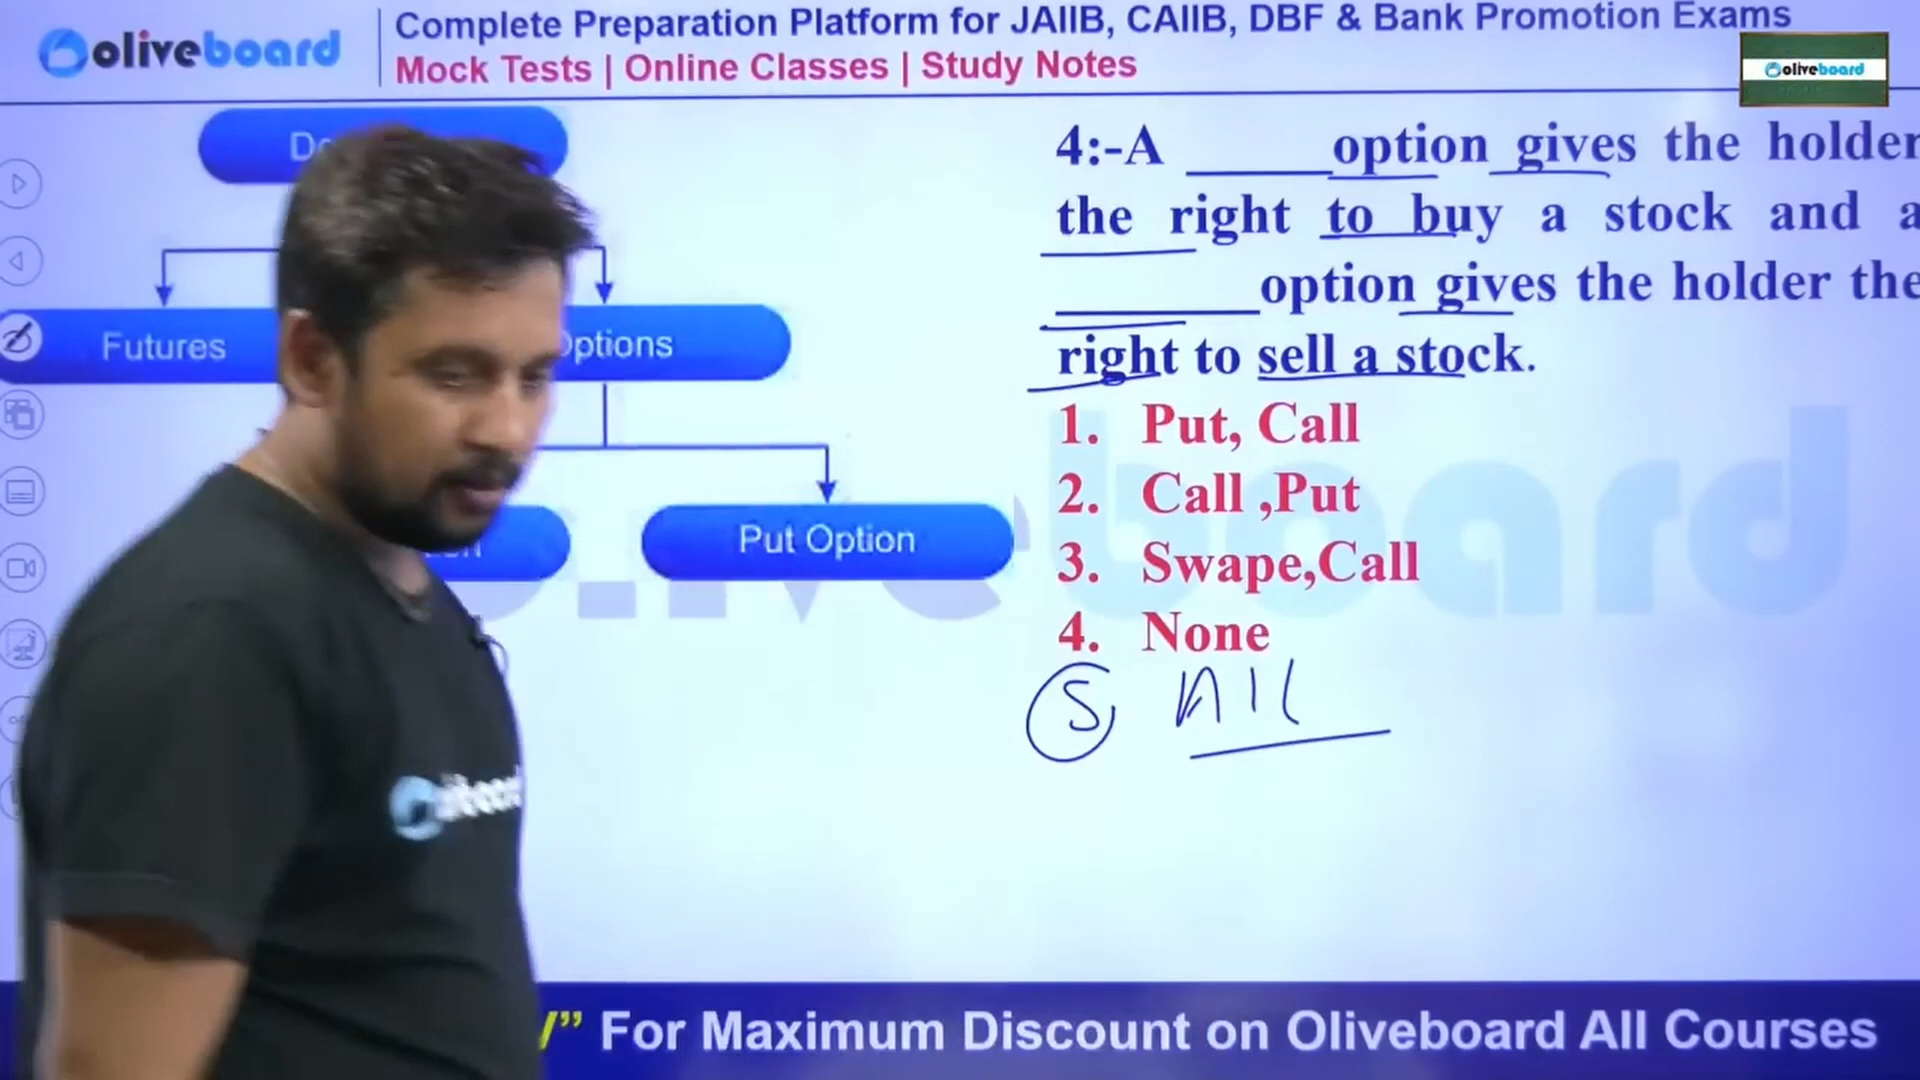 oliveboard
Complete Preparation Platform for JAIIB, CAIIB, DBF & Bank Promotion Exams
Mock Tests | Online Classes | Study Notes
oliveboard
Futures
Put Option
4:-A _____ option gives the holder
the right to buy a stock and a
_______ option gives the holder the
right to sell a stock.
1. Put, Call
2. Call ,Put
3. Swape,Call
4. None
5 All
/” For Maximum Discount on Oliveboard All Courses